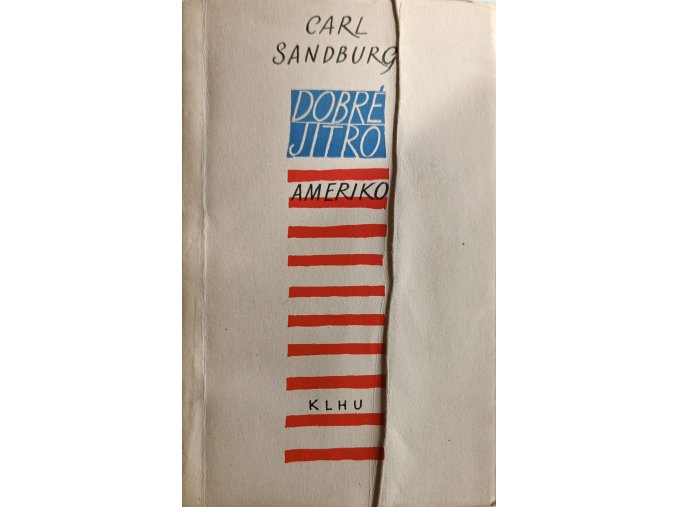 CARL
SANDBURG
DOBRÉ
JITRO
AMERIKO
KLHU